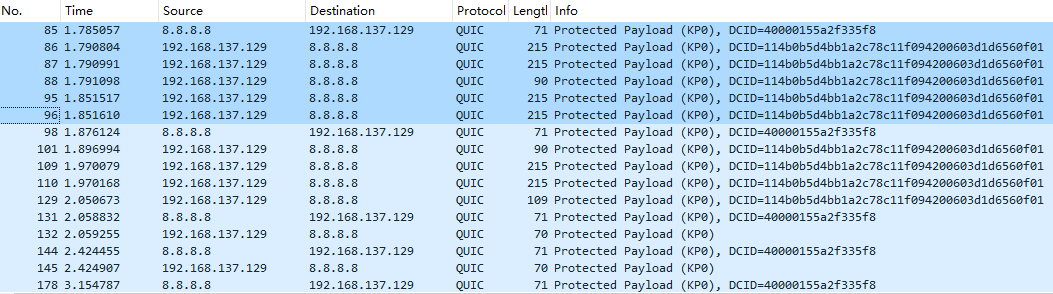 No. Time Source Destination Protocol Lengtl Info
85 1.785057 8.8.8.8 192.168.137.129 QUIC 71 Protected Payload (KP0), DCID=40000155a2f335f8
86 1.790804 192.168.137.129 8.8.8.8 QUIC 215 Protected Payload (KP0), DCID=114b0b5d4bb1a2c78c11f094200603d1d6560f01
87 1.790991 192.168.137.129 8.8.8.8 QUIC 215 Protected Payload (KP0), DCID=114b0b5d4bb1a2c78c11f094200603d1d6560f01
88 1.791098 192.168.137.129 8.8.8.8 QUIC 90 Protected Payload (KP0), DCID=114b0b5d4bb1a2c78c11f094200603d1d6560f01
95 1.851517 192.168.137.129 8.8.8.8 QUIC 215 Protected Payload (KP0), DCID=114b0b5d4bb1a2c78c11f094200603d1d6560f01
96 1.851610 192.168.137.129 8.8.8.8 QUIC 215 Protected Payload (KP0), DCID=114b0b5d4bb1a2c78c11f094200603d1d6560f01
98 1.876124 8.8.8.8 192.168.137.129 QUIC 71 Protected Payload (KP0), DCID=40000155a2f335f8
101 1.896994 192.168.137.129 8.8.8.8 QUIC 90 Protected Payload (KP0), DCID=114b0b5d4bb1a2c78c11f094200603d1d6560f01
109 1.970079 192.168.137.129 8.8.8.8 QUIC 215 Protected Payload (KP0), DCID=114b0b5d4bb1a2c78c11f094200603d1d6560f01
110 1.970168 192.168.137.129 8.8.8.8 QUIC 215 Protected Payload (KP0), DCID=114b0b5d4bb1a2c78c11f094200603d1d6560f01
129 2.050673 192.168.137.129 8.8.8.8 QUIC 109 Protected Payload (KP0), DCID=114b0b5d4bb1a2c78c11f094200603d1d6560f01
131 2.058832 8.8.8.8 192.168.137.129 QUIC 71 Protected Payload (KP0), DCID=40000155a2f335f8
132 2.059255 192.168.137.129 8.8.8.8 QUIC 70 Protected Payload (KP0)
144 2.424455 8.8.8.8 192.168.137.129 QUIC 71 Protected Payload (KP0), DCID=40000155a2f335f8
145 2.424907 192.168.137.129 8.8.8.8 QUIC 70 Protected Payload (KP0)
178 3.154787 8.8.8.8 192.168.137.129 QUIC 71 Protected Payload (KP0), DCID=40000155a2f335f8